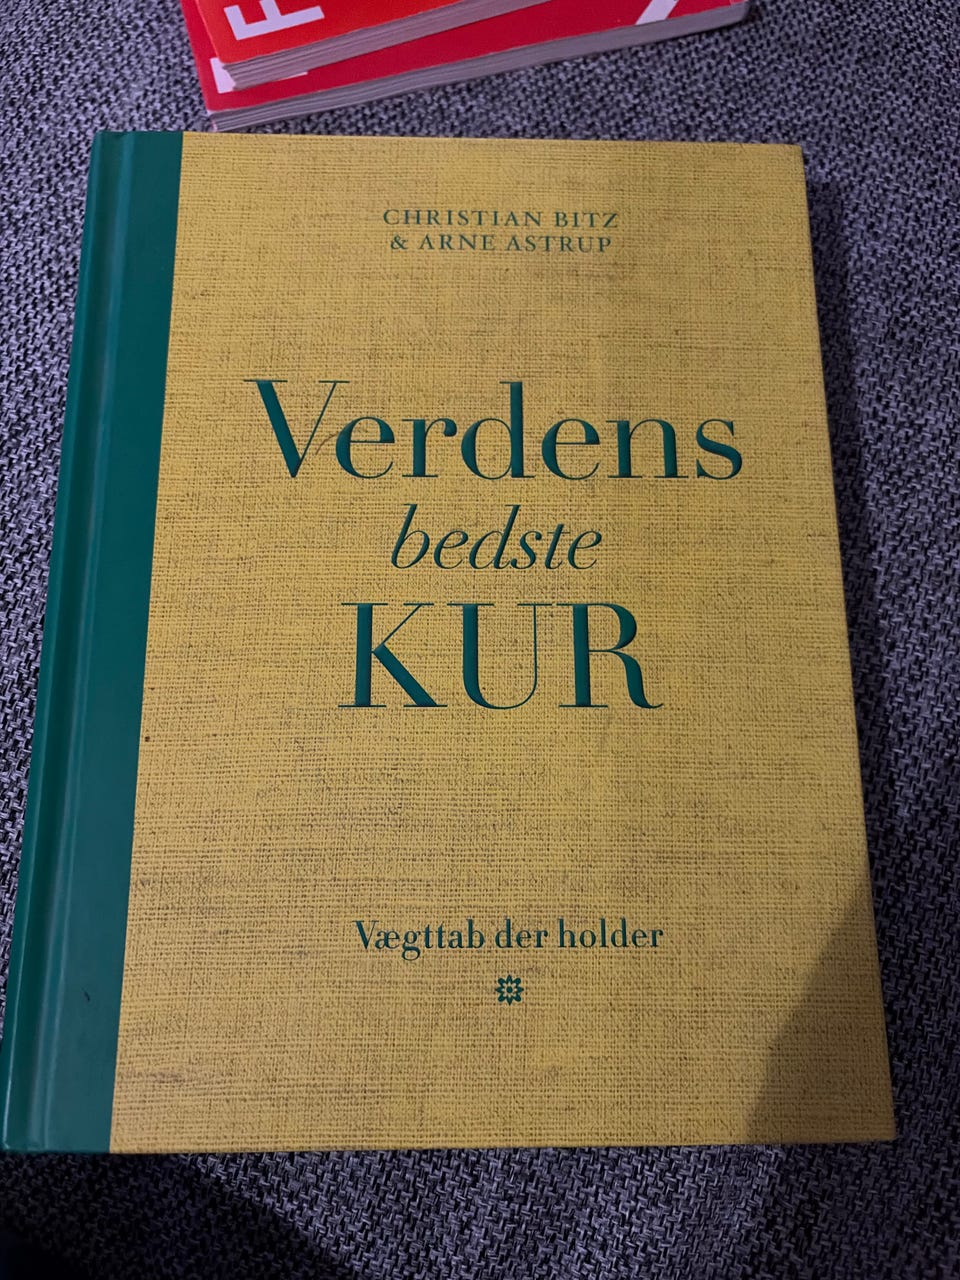 CHRISTIAN BITZ
& ARNE ASTRUP
Verdens
bedste
KUR
Vægttab der holder